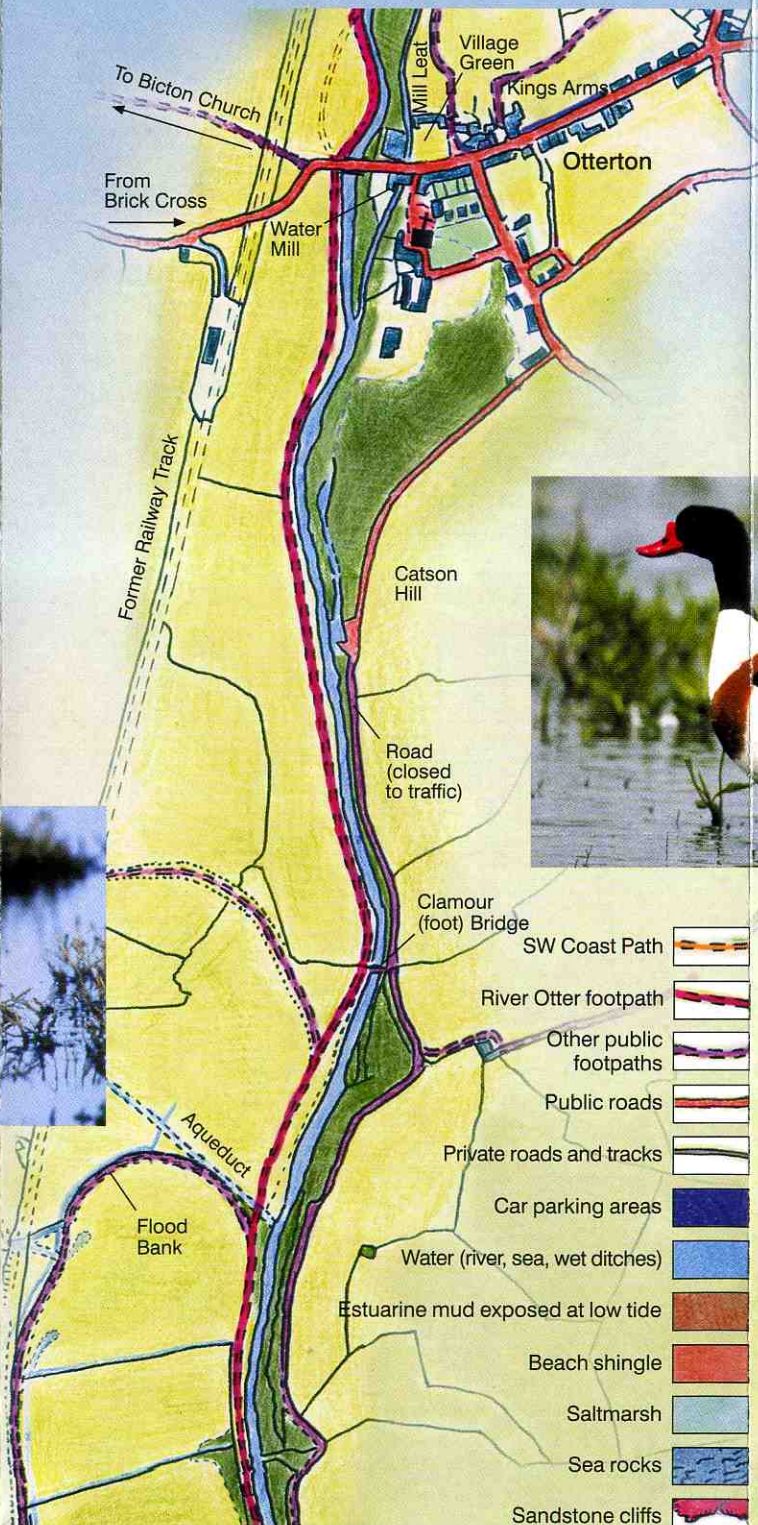 To Bicton Church
Mill Leat
Village
Green
Kings Arms
Otterton
From
Brick Cross
Water
Mill
Former Railway Track
Catson
Hill
Road
(closed
to traffic)
Clamour
(foot) Bridge
Aqueduct
Flood
Bank
SW Coast Path
River Otter footpath
Other public
footpaths
Public roads
Private roads and tracks
Car parking areas
Water (river, sea, wet ditches)
Estuarine mud exposed at low tide
Beach shingle
Saltmarsh
Sea rocks
Sandstone cliffs